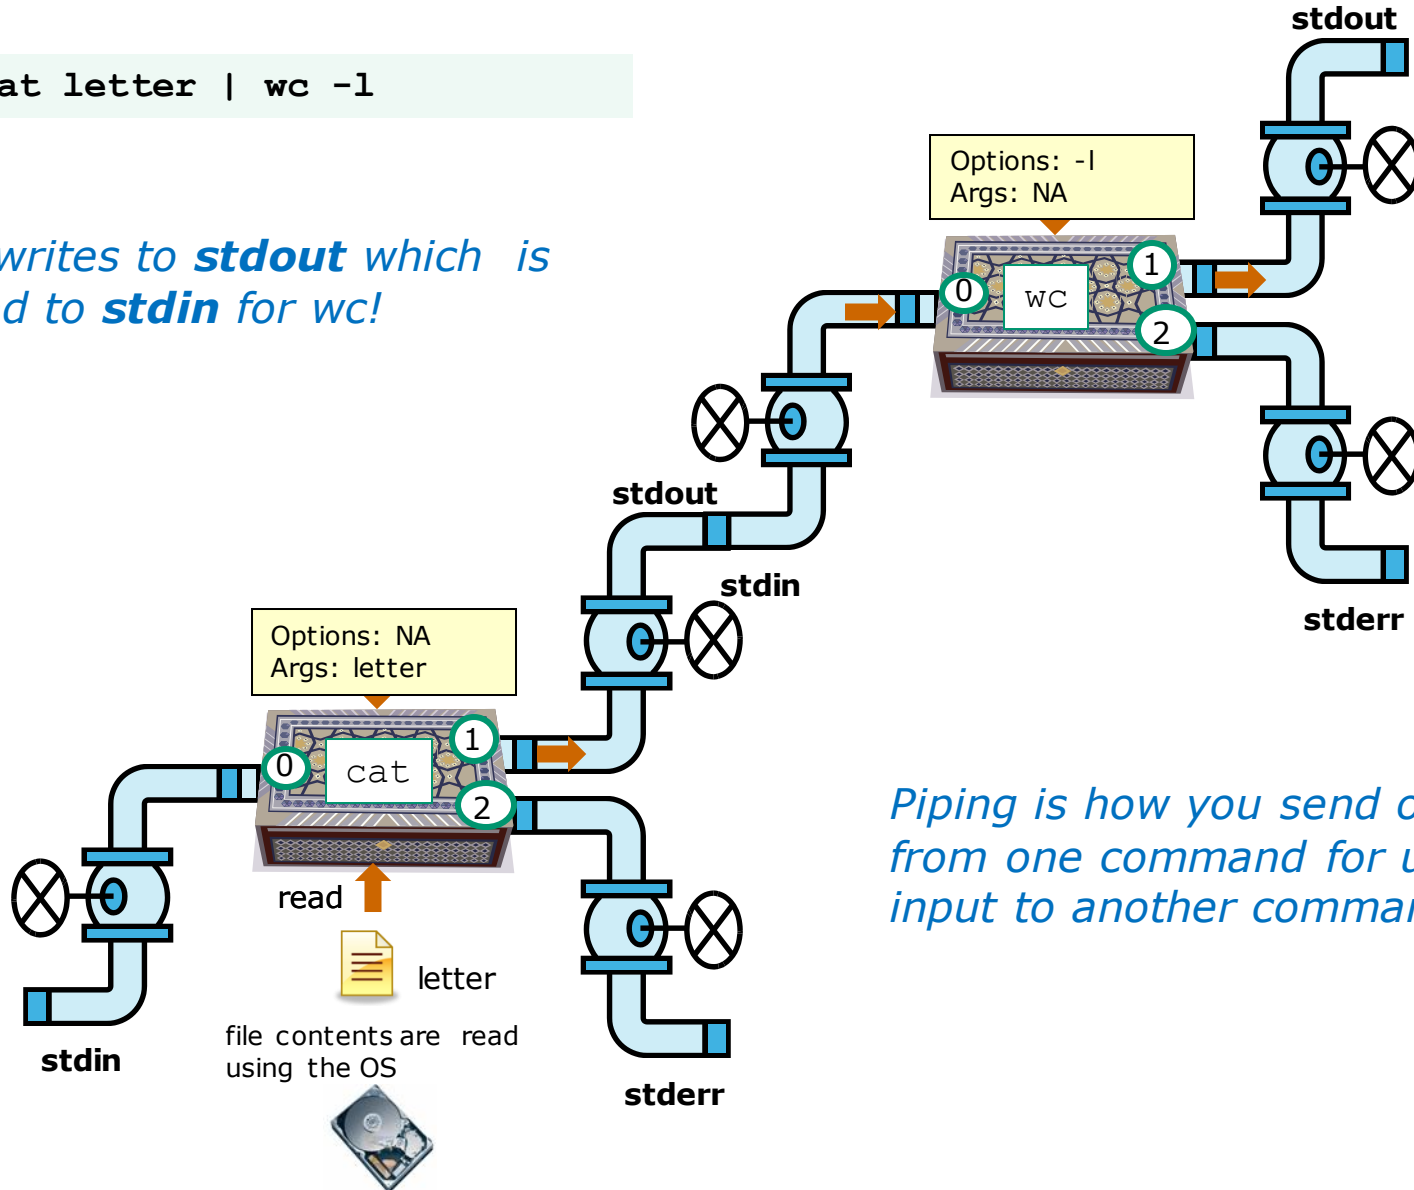 stdout
at letter | wc -l
Options: -l
Args: NA
writes to stdout which is
d to stdin for wc!
0
wc
1
2
stdout
stdin
stderr
Options: NA
Args: letter
0
cat
1
2
Piping is how you send
from one command for
input to another
read
letter
file contents are read
using the OS
stdin
stderr